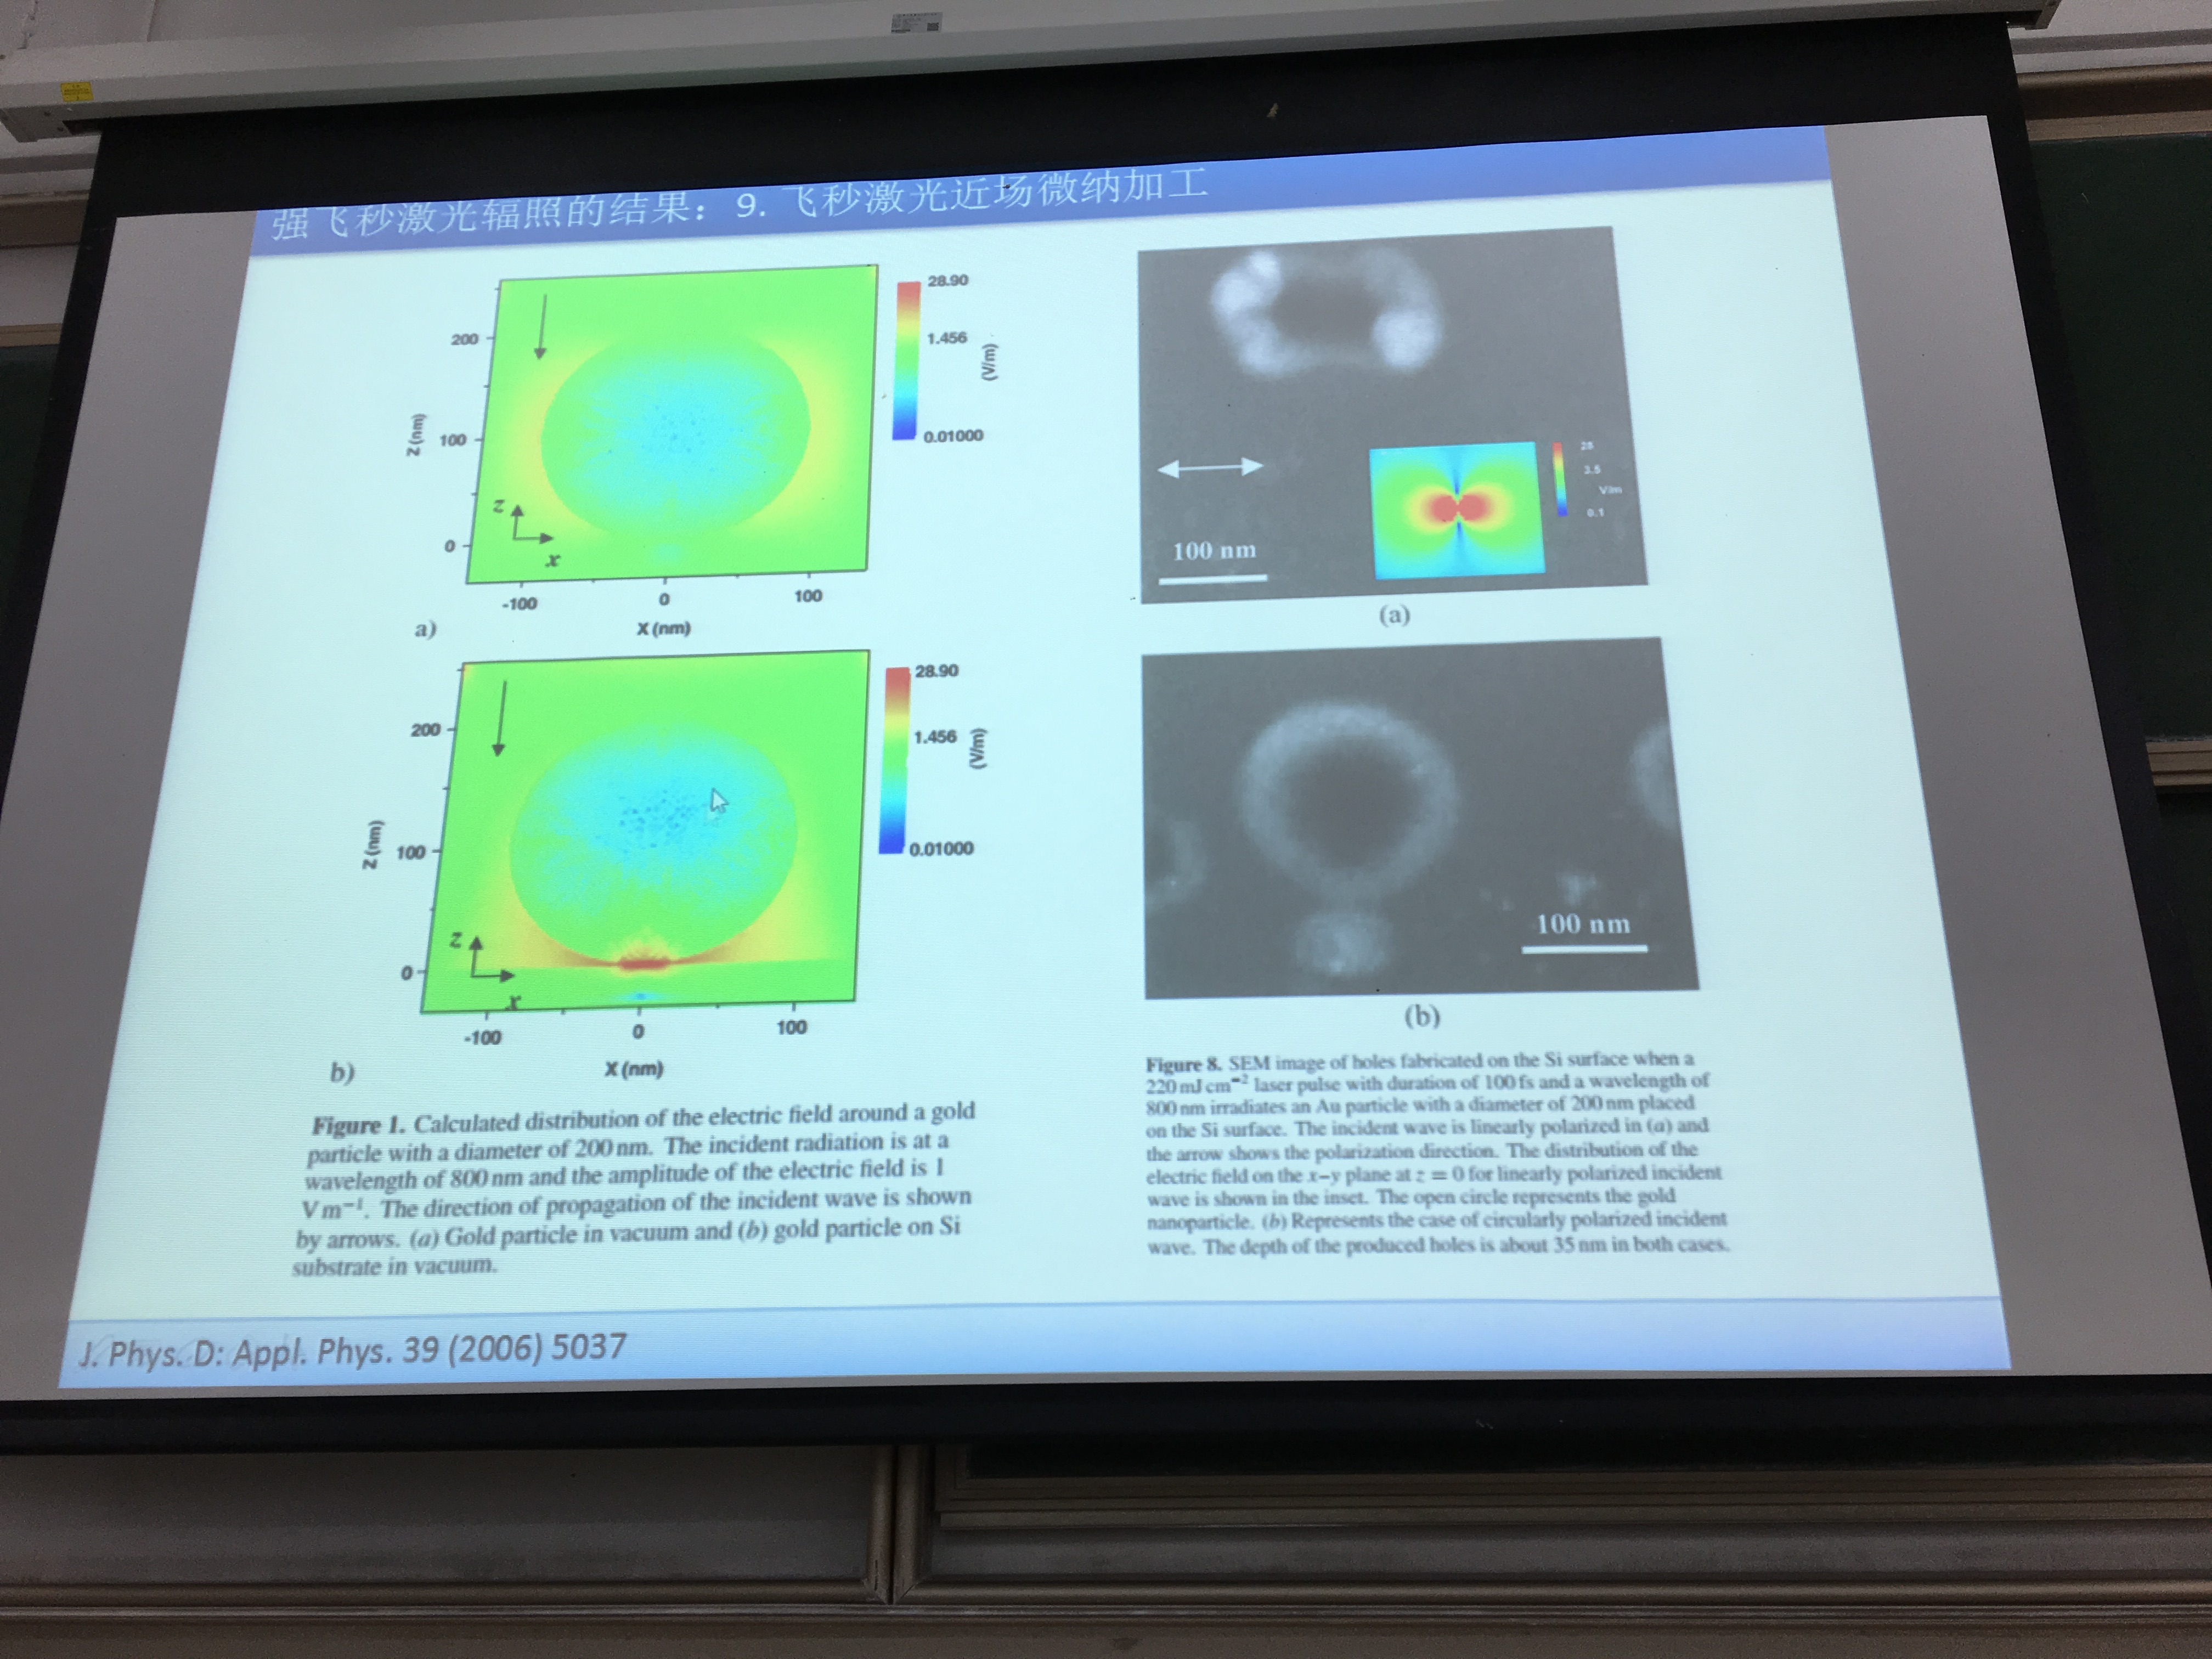 强飞秒激光辐照的结果：9. 飞秒激光近场微纳加工
28.90
1.456
(V/m)
0.01000
200
100
0
Z (nm)
z
x
-100
0
100
X (nm)
a)
28.90
1.456
(V/m)
0.01000
200
100
0
Z (nm)
z
x
-100
0
100
X (nm)
b)
Figure 1. Calculated distribution of the electric field around a gold
particle with a diameter of 200 nm. The incident radiation is at a
wavelength of 800 nm and the amplitude of the electric field is 1
V m⁻¹. The direction of propagation of the incident wave is shown
by arrows. (a) Gold particle in vacuum and (b) gold particle on Si
substrate in vacuum.
100 nm
2.5
V/m
0.1
(a)
100 nm
(b)
Figure 8. SEM image of holes fabricated on the Si surface when a
220 mJ cm⁻² laser pulse with duration of 100 fs and a wavelength of
800 nm irradiates an Au particle with a diameter of 200 nm placed
on the Si surface. The incident wave is linearly polarized in (a) and
the arrow shows the polarization direction. The distribution of the
electric field on the x–y plane at z = 0 for linearly polarized incident
wave is shown in the inset. The open circle represents the gold
nanoparticle. (b) Represents the case of circularly polarized incident
wave. The depth of the produced holes is about 35 nm in both cases.
J. Phys. D: Appl. Phys. 39 (2006) 5037